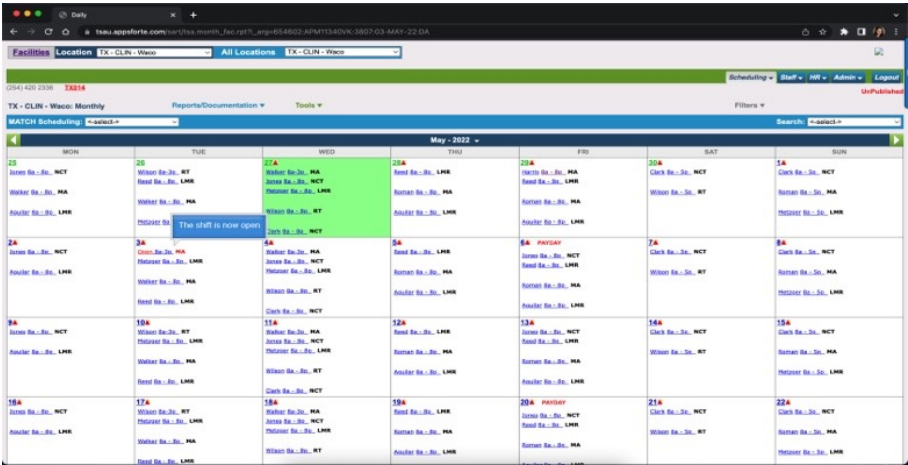 Daily
tsau.appsforte.com/sart/tsa.month_fac.rpt?l_arg=654602:APM11340VK:3807:03-MAY-22:DA
Facilities Location TX - CLIN - Waco All Locations TX - CLIN - Waco
Scheduling Staff HR Admin Logout
(254) 420 2336 TX014 UnPublished
TX - CLIN - Waco: Monthly Reports/Documentation Tools Filters
MATCH Scheduling: <-select-> Search: <-select->
May - 2022
MON TUE WED THU FRI SAT SUN
25 26 27 28 29 30 1
Jones 8a - 8p NCT Wilson 8a-3p RT Walker 8a-3p MA Reed 8a - 8p LMR Harris 8a - 8p MA Clark 8a - 5p NCT Clark 8a - 5p NCT
Reed 8a - 8p LMR Jones 8a - 8p NCT Reed 8a - 8p LMR
Walker 8a - 8p MA Metzger 8a - 8p LMR Roman 8a - 8p MA Wilson 8a - 5p RT Roman 8a - 5p MA
Walker 8a - 8p MA Roman 8a - 8p MA
Aguilar 8a - 8p LMR Wilson 8a - 8p RT Aguilar 8a - 8p LMR Metzger 8a - 5p LMR
Metzger 8a The shift is now open Aguilar 8a - 8p LMR
Clark 8a - 8p NCT
2 3 4 5 6 PAYDAY 7 8
Jones 8a - 8p NCT Open 8a-3p MA Walker 8a-3p MA Reed 8a - 8p LMR Jones 8a - 8p NCT Clark 8a - 5p NCT Clark 8a - 5p NCT
Metzger 8a - 8p LMR Jones 8a - 8p NCT Reed 8a - 8p LMR
Aguilar 8a - 8p LMR Metzger 8a - 8p LMR Roman 8a - 8p MA Wilson 8a - 5p RT Roman 8a - 5p MA
Walker 8a - 8p MA Roman 8a - 8p MA
Wilson 8a - 8p RT Aguilar 8a - 8p LMR Metzger 8a - 5p LMR
Reed 8a - 8p LMR Aguilar 8a - 8p LMR
Clark 8a - 8p NCT
9 10 11 12 13 14 15
Jones 8a - 8p NCT Wilson 8a-3p RT Walker 8a-3p MA Reed 8a - 8p LMR Jones 8a - 8p NCT Clark 8a - 5p NCT Clark 8a - 5p NCT
Metzger 8a - 8p LMR Jones 8a - 8p NCT Reed 8a - 8p LMR
Aguilar 8a - 8p LMR Metzger 8a - 8p LMR Roman 8a - 8p MA Wilson 8a - 5p RT Roman 8a - 5p MA
Walker 8a - 8p MA Roman 8a - 8p MA
Wilson 8a - 8p RT Aguilar 8a - 8p LMR Metzger 8a - 5p LMR
Reed 8a - 8p LMR Aguilar 8a - 8p LMR
Clark 8a - 8p NCT
16 17 18 19 20 PAYDAY 21 22
Jones 8a - 8p NCT Wilson 8a-3p RT Walker 8a-3p MA Reed 8a - 8p LMR Jones 8a - 8p NCT Clark 8a - 5p NCT Clark 8a - 5p NCT
Metzger 8a - 8p LMR Jones 8a - 8p NCT Reed 8a - 8p LMR
Aguilar 8a - 8p LMR Metzger 8a - 8p LMR Roman 8a - 8p MA Wilson 8a - 5p RT Roman 8a - 5p MA
Walker 8a - 8p MA Roman 8a - 8p MA
Wilson 8a - 8p RT Aguilar 8a - 8p LMR Metzger 8a - 5p LMR
Reed 8a - 8p LMR